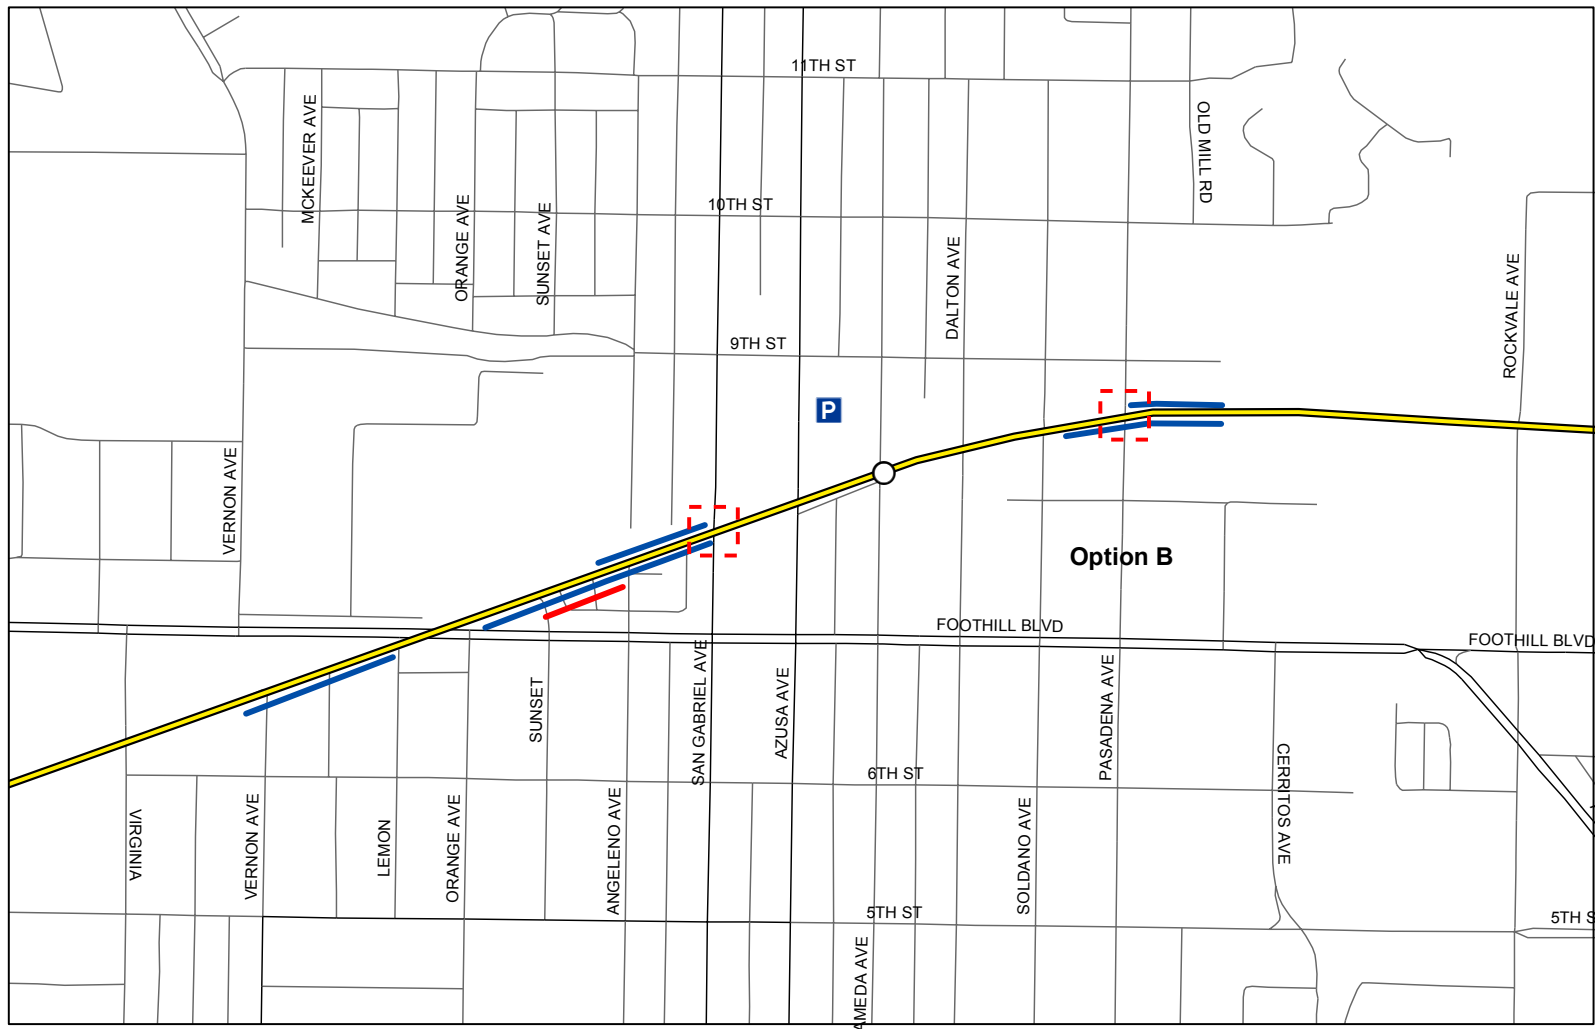 11TH ST
MCKEEVER AVE
OLD MILL RD
10TH ST
ORANGE AVE
SUNSET AVE
DALTON AVE
ROCKVALE AVE
9TH ST
P
VERNON AVE
Option B
FOOTHILL BLVD
FOOTHILL BLVD
SUNSET
SAN GABRIEL AVE
AZUSA AVE
PASADENA AVE
6TH ST
CERRITOS AVE
VIRGINIA
VERNON AVE
LEMON
ORANGE AVE
ANGELENO AVE
SOLDANO AVE
5TH ST
5TH S
AMEDA AVE